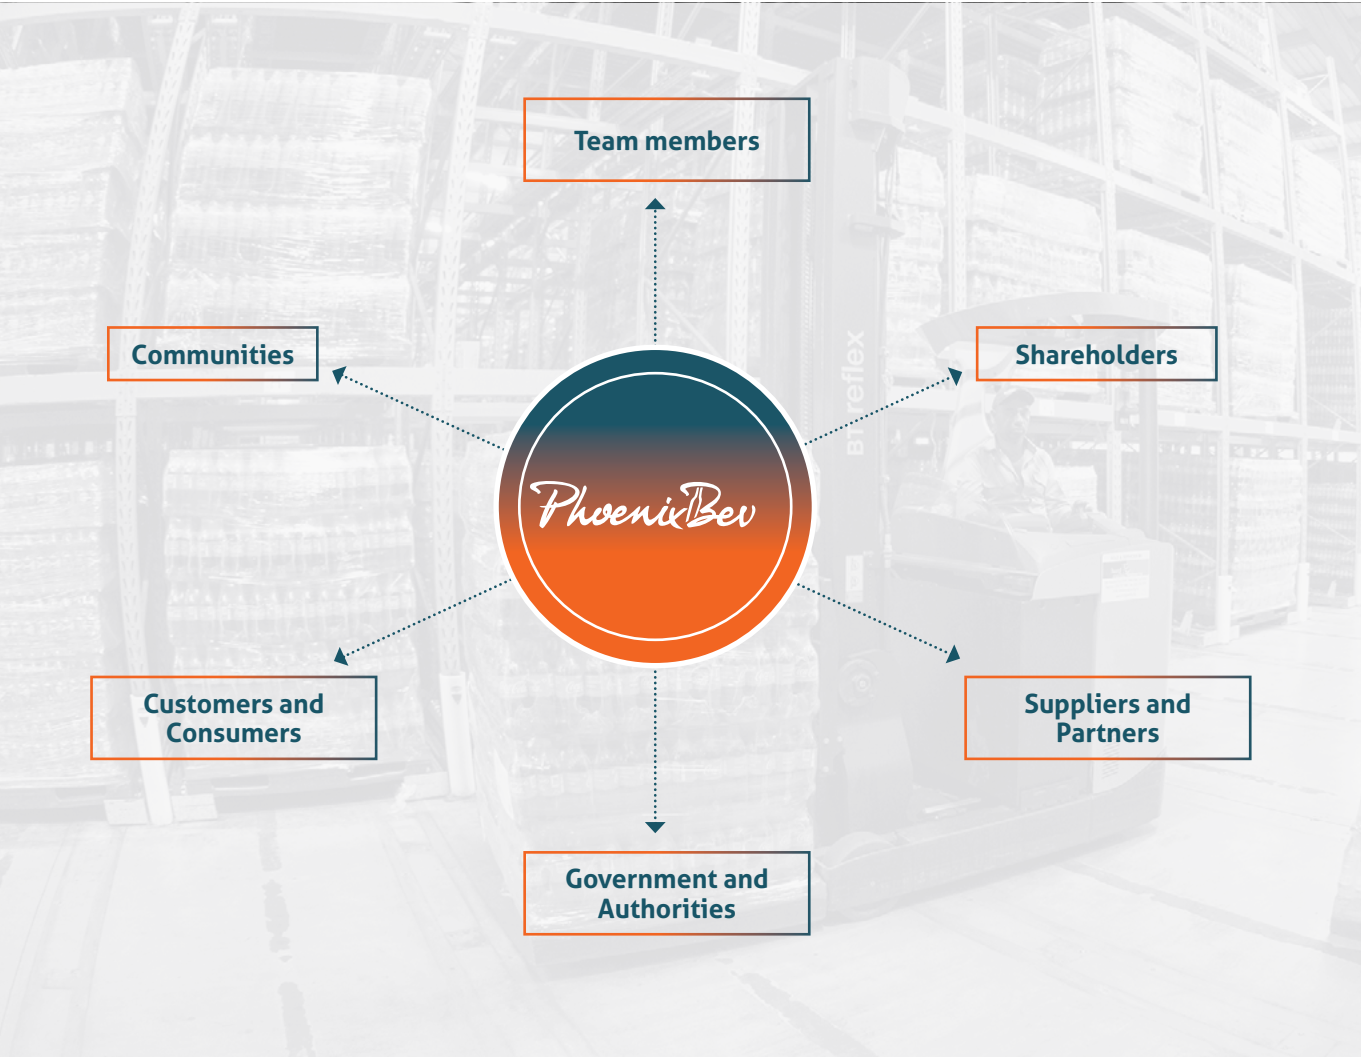 Team members
Communities
Shareholders
PhoenixBev
Customers and
Consumers
Suppliers and
Partners
Government and
Authorities